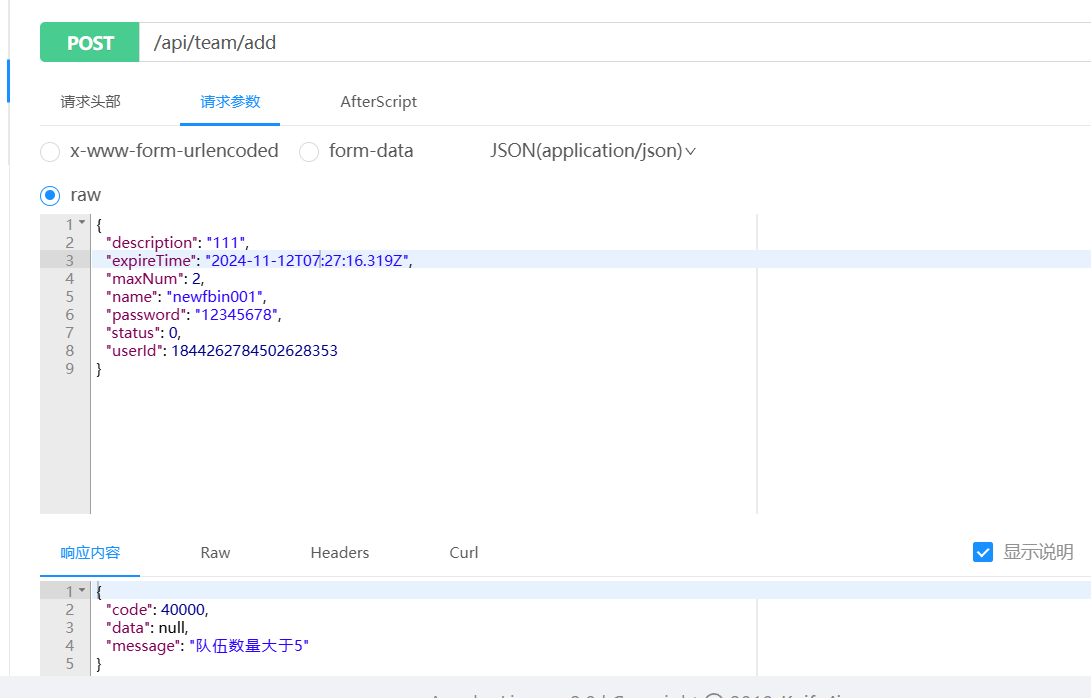 POST /api/team/add
请求头部 请求参数 AfterScript
x-www-form-urlencoded form-data JSON(application/json)
raw
1 {
2 "description": "111",
3 "expireTime": "2024-11-12T07:27:16.319Z",
4 "maxNum": 2,
5 "name": "newfbin001",
6 "password": "12345678",
7 "status": 0,
8 "userId": 1844262784502628353
9 }
响应内容 Raw Headers Curl 显示说明
1 {
2 "code": 40000,
3 "data": null,
4 "message": "队伍数量大于5"
5 }